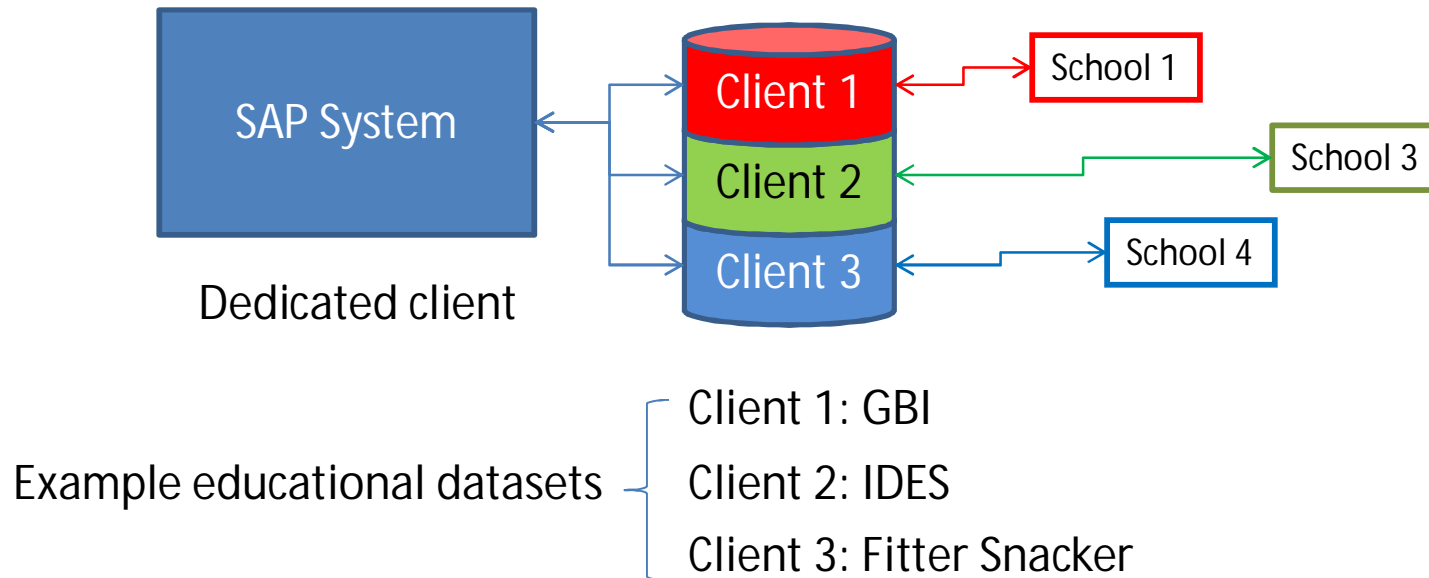 SAP System
Client 1
School 1
Client 2
School 3
Client 3
School 4
Dedicated client
Example educational datasets
Client 1: GBI
Client 2: IDES
Client 3: Fitter Snacker